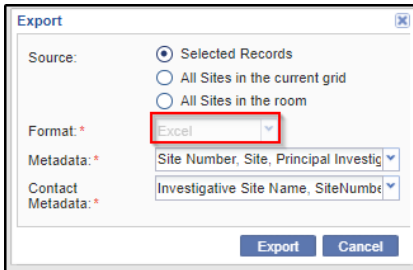 Export
Source:
Selected Records
All Sites in the current grid
All Sites in the room
Format: *
Excel
Metadata: *
Site Number, Site, Principal Investig
Contact
Metadata: *
Investigative Site Name, SiteNumbe
Export Cancel